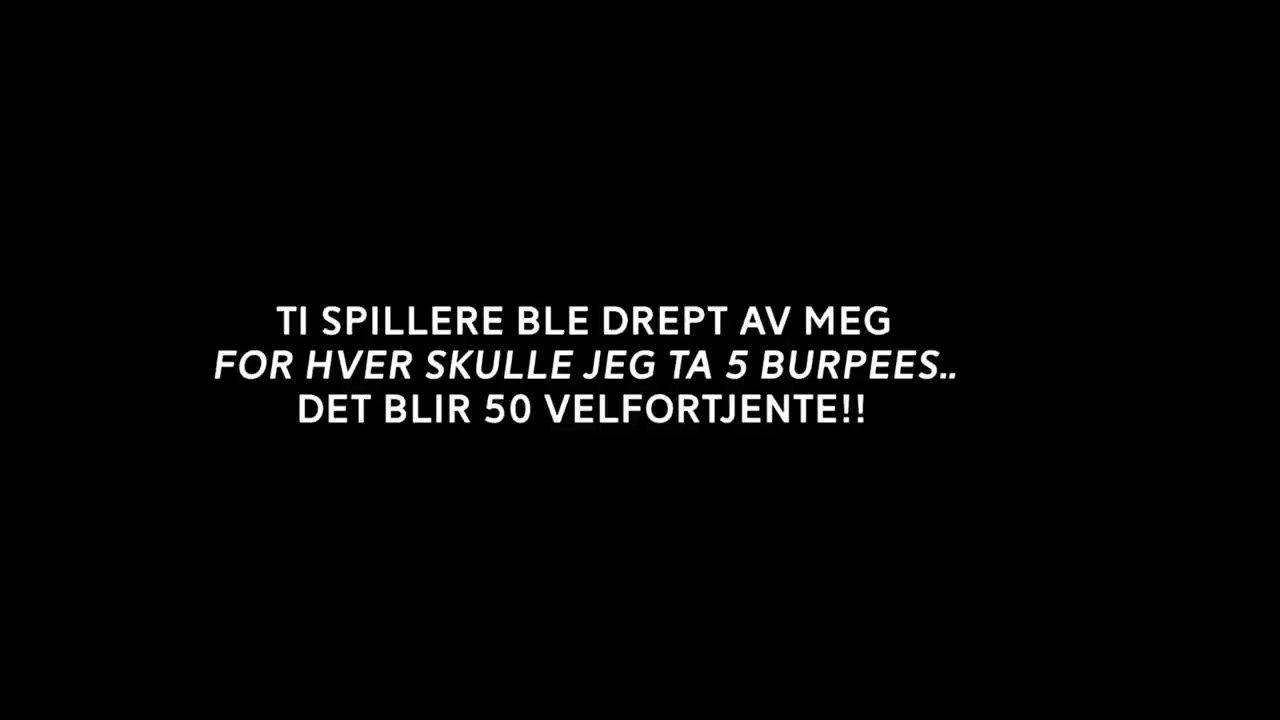 TI SPILLERE BLE DREPT AV MEG
FOR HVER SKULLE JEG TA 5 BURPEES..
DET BLIR 50 VELFORTJENTE!!